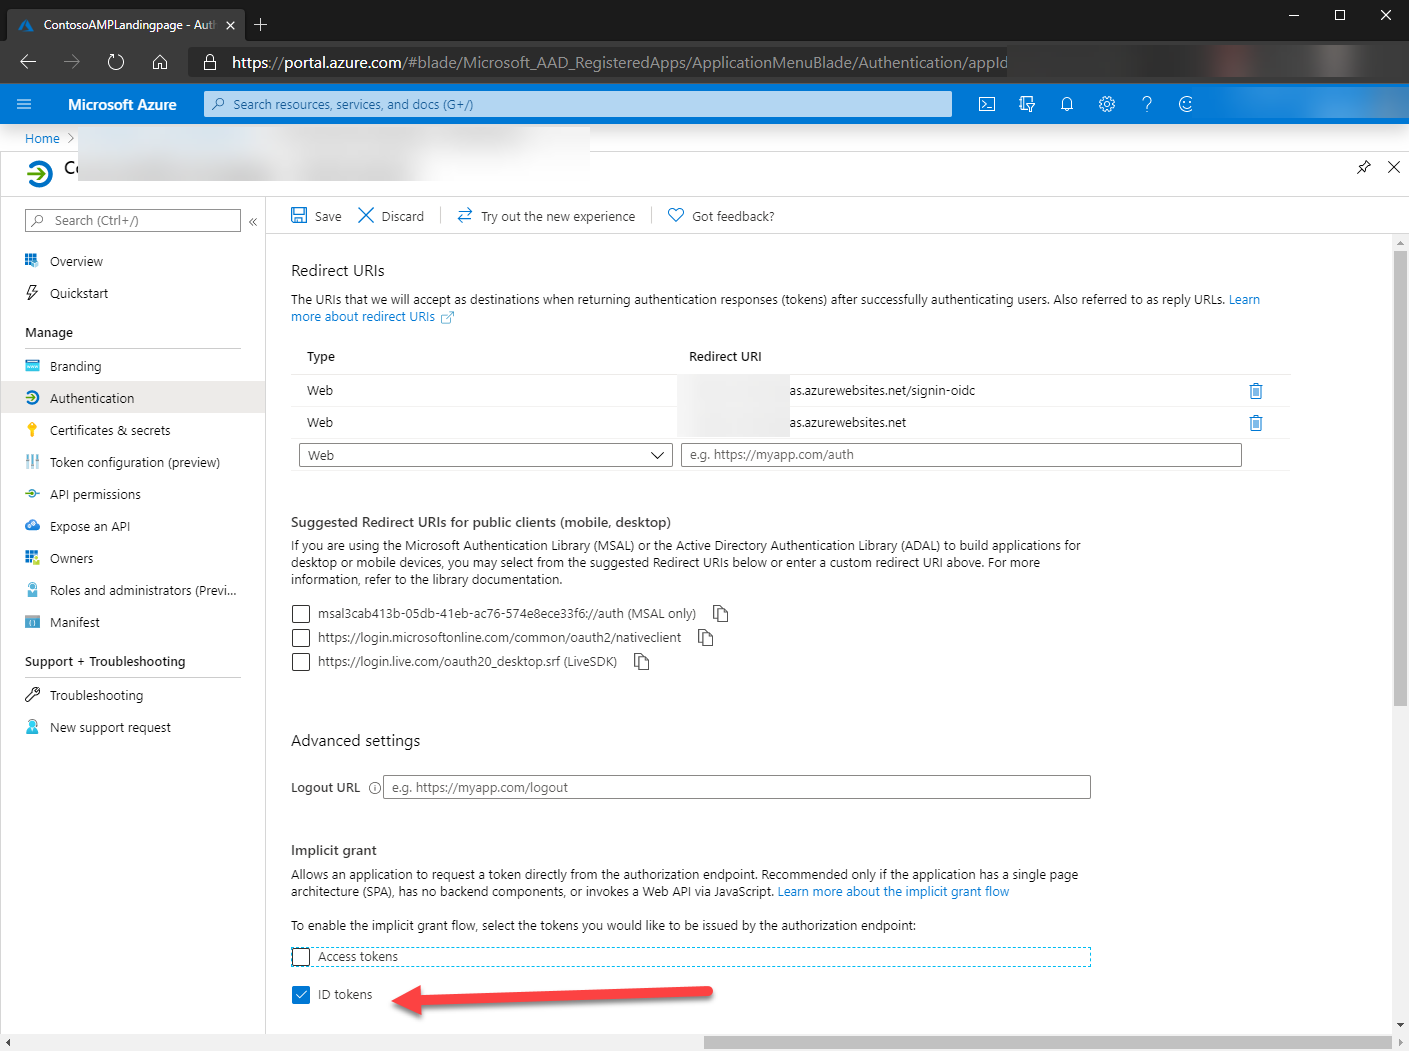 ContosoAMPLandingpage - Aut
https://portal.azure.com/#blade/Microsoft_AAD_RegisteredApps/ApplicationMenuBlade/Authentication/appId
Microsoft Azure
Search resources, services, and docs (G+/)
Home
Search (Ctrl+/)
Overview
Quickstart
Manage
Branding
Authentication
Certificates & secrets
Token configuration (preview)
API permissions
Expose an API
Owners
Roles and administrators (Previ...
Manifest
Support + Troubleshooting
Troubleshooting
New support request
Save
Discard
Try out the new experience
Got feedback?
Redirect URIs
The URIs that we will accept as destinations when returning authentication responses (tokens) after successfully authenticating users. Also referred to as reply URLs. Learn
more about redirect URIs
Type Redirect URI
Web as.azurewebsites.net/signin-oidc
Web as.azurewebsites.net
Web e.g. https://myapp.com/auth
Suggested Redirect URIs for public clients (mobile, desktop)
If you are using the Microsoft Authentication Library (MSAL) or the Active Directory Authentication Library (ADAL) to build applications for
desktop or mobile devices, you may select from the suggested Redirect URIs below or enter a custom redirect URI above. For more
information, refer to the library documentation.
msal3cab413b-05db-41eb-ac76-574e8ece33f6://auth (MSAL only)
https://login.microsoftonline.com/common/oauth2/nativeclient
https://login.live.com/oauth20_desktop.srf (LiveSDK)
Advanced settings
Logout URL e.g. https://myapp.com/logout
Implicit grant
Allows an application to request a token directly from the authorization endpoint. Recommended only if the application has a single page
architecture (SPA), has no backend components, or invokes a Web API via JavaScript. Learn more about the implicit grant flow
To enable the implicit grant flow, select the tokens you would like to be issued by the authorization endpoint:
Access tokens
ID tokens